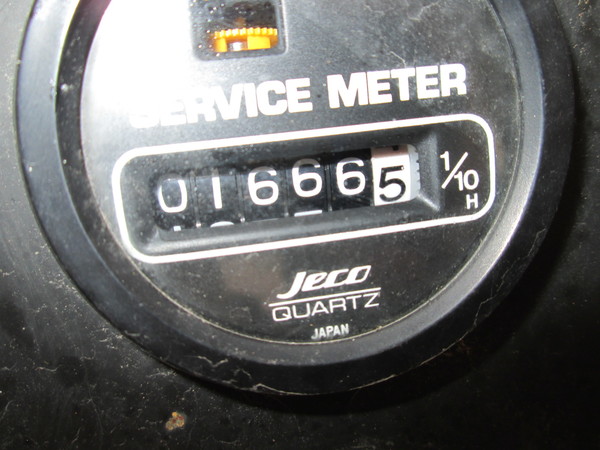 SERVICE METER
016665 1/10 H
Jeco
QUARTZ
JAPAN